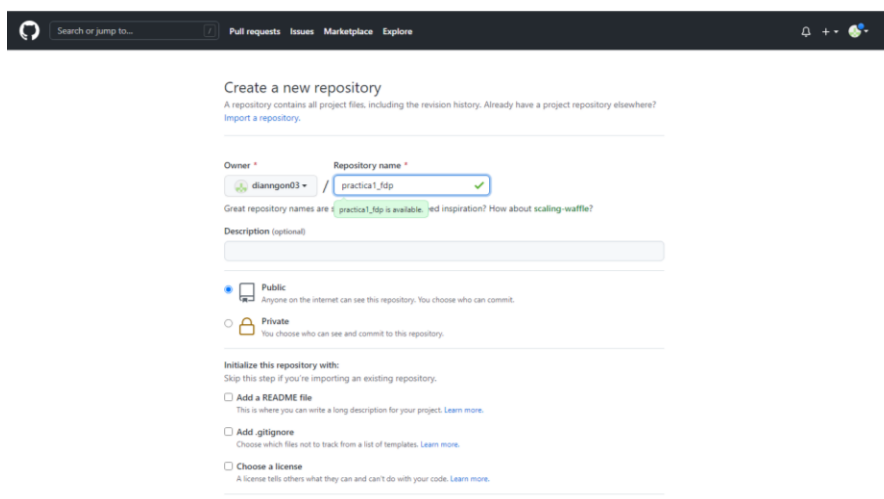 Search or jump to... /
Pull requests Issues Marketplace Explore
Create a new repository
A repository contains all project files, including the revision history. Already have a project repository elsewhere?
Import a repository.
Owner * Repository name *
dianngon03 / practica1_fdp
Great repository names are s ed inspiration? How about scaling-waffle?
practica1_fdp is available.
Description (optional)
Public
Anyone on the internet can see this repository. You choose who can commit.
Private
You choose who can see and commit to this repository.
Initialize this repository with:
Skip this step if you're importing an existing repository.
Add a README file
This is where you can write a long description for your project. Learn more.
Add .gitignore
Choose which files not to track from a list of templates. Learn more.
Choose a license
A license tells others what they can and can't do with your code. Learn more.